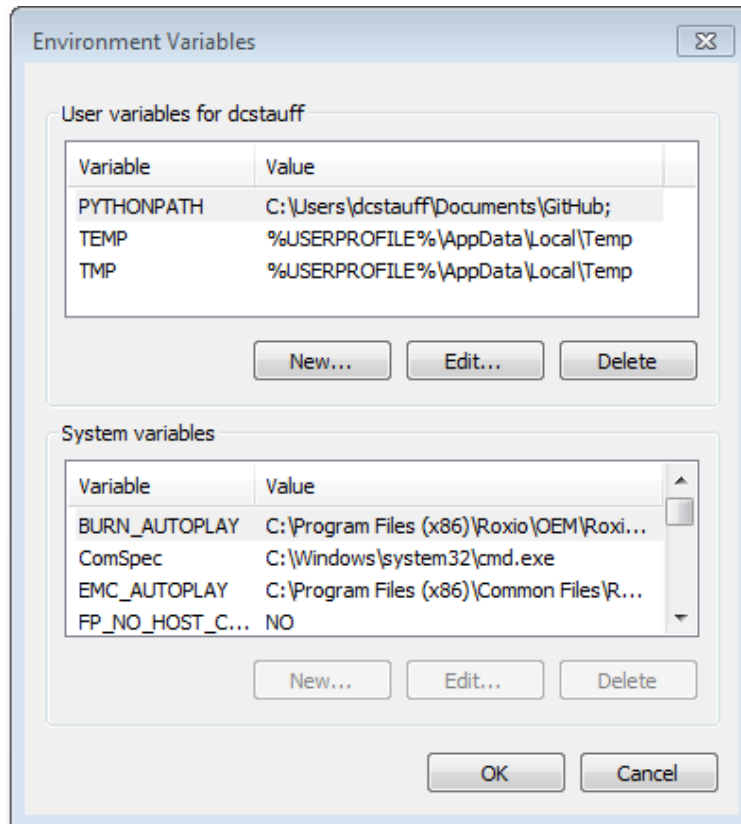 Environment Variables
User variables for dcstauff
Variable Value
PYTHONPATH C:\Users\dcstauff\Documents\GitHub;
TEMP %USERPROFILE%\AppData\Local\Temp
TMP %USERPROFILE%\AppData\Local\Temp
New... Edit... Delete
System variables
Variable Value
BURN_AUTOPLAY C:\Program Files (x86)\Roxio\OEM\Roxi...
ComSpec C:\Windows\system32\cmd.exe
EMC_AUTOPLAY C:\Program Files (x86)\Common Files\R...
FP_NO_HOST_C... NO
New... Edit... Delete
OK Cancel